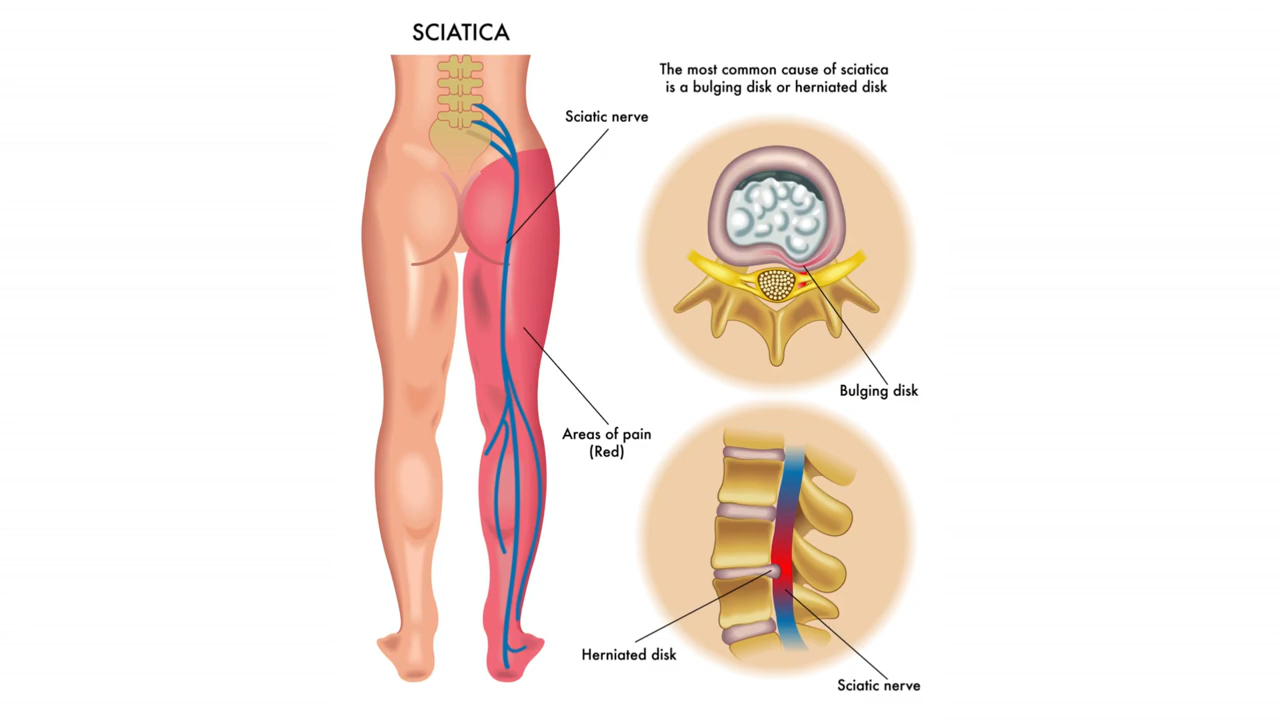 SCIATICA
The most common cause of sciatica
is a bulging disk or herniated disk
Sciatic nerve
Bulging disk
Areas of pain
(Red)
Herniated disk
Sciatic nerve